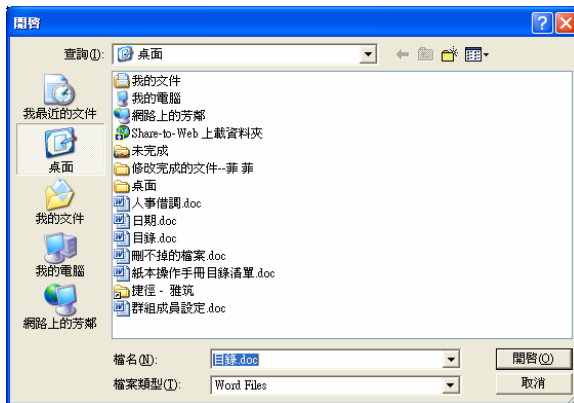 開啓
查詢(I):
桌面
我最近的文件
桌面
我的文件
我的電腦
網路上的芳鄰
我的文件
我的電腦
網路上的芳鄰
Share-to-Web 上載資料夾
未完成
修改完成的文件--菲 菲
桌面
人事借調.doc
日期.doc
目錄.doc
刪不掉的檔案.doc
紙本操作手冊目錄清單.doc
捷徑 - 雅筑
群組成員設定.doc
檔名(N):
目錄.doc
開啓(O)
檔案類型(T):
Word Files
取消